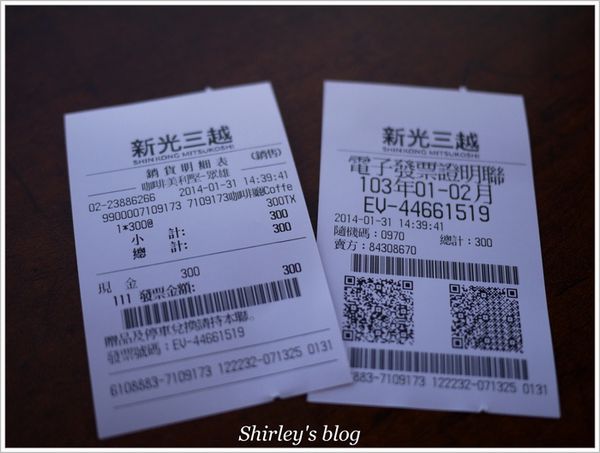 新光三越
SHIN KONG MITSUKOSHI
銷貨明細表 (銷售)
咖啡美利堅-眾雄
02-23886266 2014-01-31 14:39:41
9900007109173 7109173咖啡廳Coffe
1*300@ 300TX
小 計: 300
總 計: 300
現 金 300 300
111 發票金額:
贈品及停車兌換請持本聯。
發票號碼:EV-44661519
6108883-7109173 122232-071325 0131
新光三越
SHIN KONG MITSUKOSHI
電子發票證明聯
103年01-02月
EV-44661519
2014-01-31 14:39:41
隨機碼:0970 總計:300
賣方:84308670
6108883-7109173 122232-071325 0131
Shirley's blog